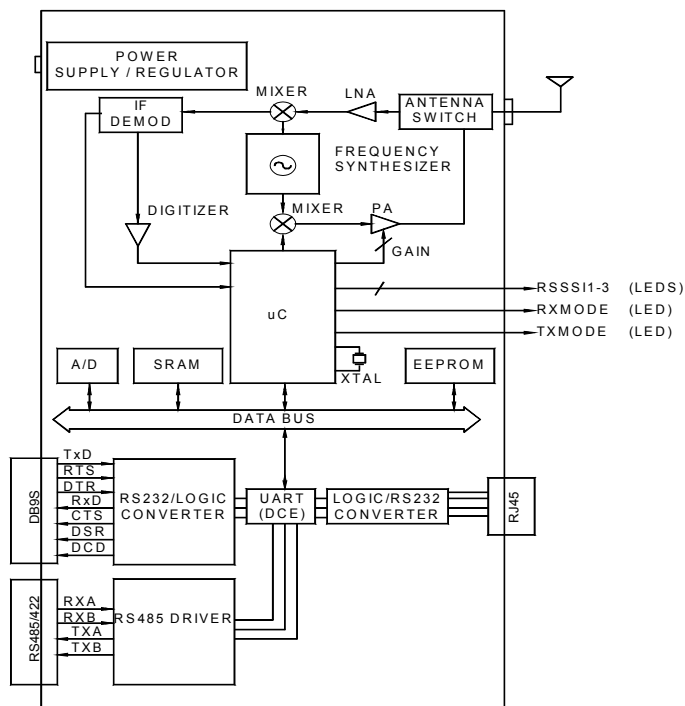 POWER
SUPPLY / REGULATOR
MIXER
LNA
IF
DEMOD
ANTENNA
SWITCH
FREQUENCY
SYNTHESIZER
DIGITIZER
MIXER
PA
GAIN
uC
RSSSI1-3 (LEDS)
RXMODE (LED)
TXMODE (LED)
XTAL
A/D
SRAM
EEPROM
DATA BUS
DB9S
TxD
RTS
DTR
RxD
CTS
DSR
DCD
RS232/LOGIC
CONVERTER
UART
(DCE)
LOGIC/RS232
CONVERTER
RJ45
RS485/422
RXA
RXB
TXA
TXB
RS485 DRIVER